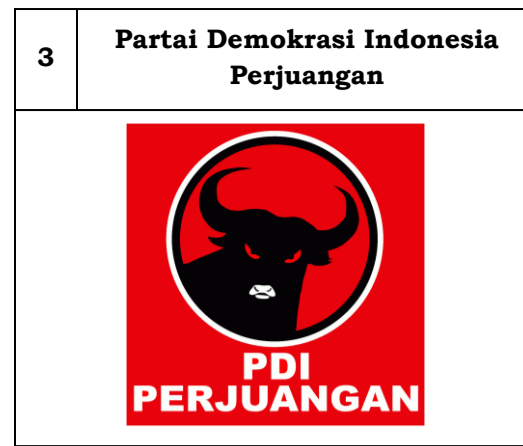 3
Partai Demokrasi Indonesia
Perjuangan
PDI
PERJUANGAN